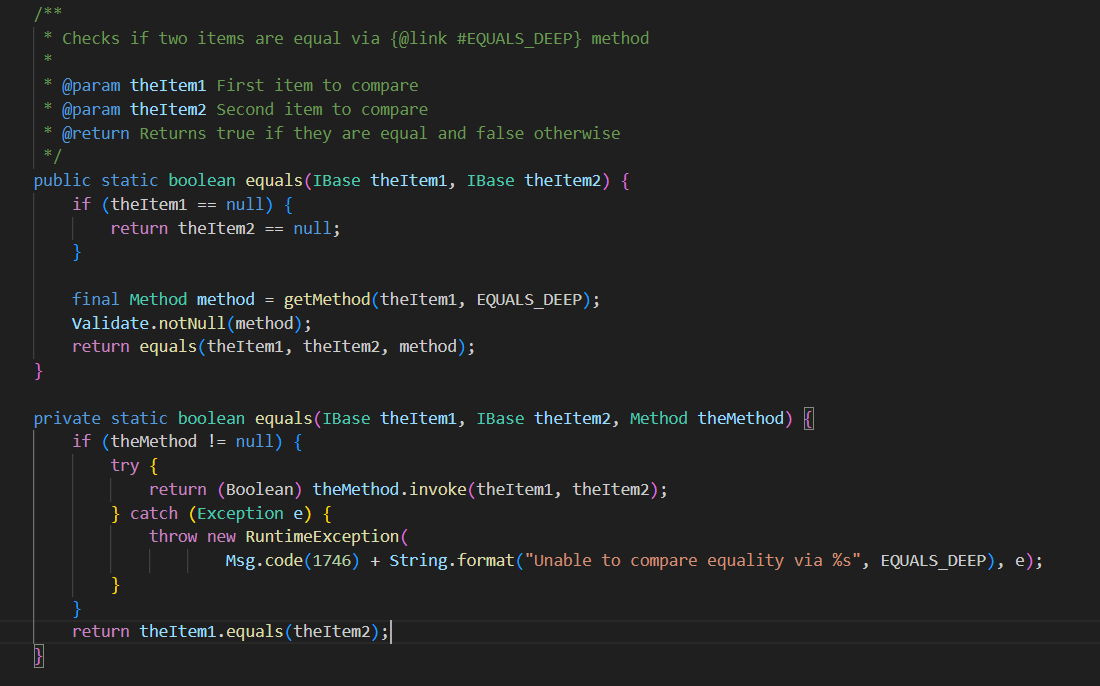 /**
 * Checks if two items are equal via {@link #EQUALS_DEEP} method
 *
 * @param theItem1 First item to compare
 * @param theItem2 Second item to compare
 * @return Returns true if they are equal and false otherwise
 */
public static boolean equals(IBase theItem1, IBase theItem2) {
    if (theItem1 == null) {
        return theItem2 == null;
    }

    final Method method = getMethod(theItem1, EQUALS_DEEP);
    Validate.notNull(method);
    return equals(theItem1, theItem2, method);
}

private static boolean equals(IBase theItem1, IBase theItem2, Method theMethod) {
    if (theMethod != null) {
        try {
            return (Boolean) theMethod.invoke(theItem1, theItem2);
        } catch (Exception e) {
            throw new RuntimeException(
                    Msg.code(1746) + String.format("Unable to compare equality via %s", EQUALS_DEEP), e);
        }
    }
    return theItem1.equals(theItem2);
}